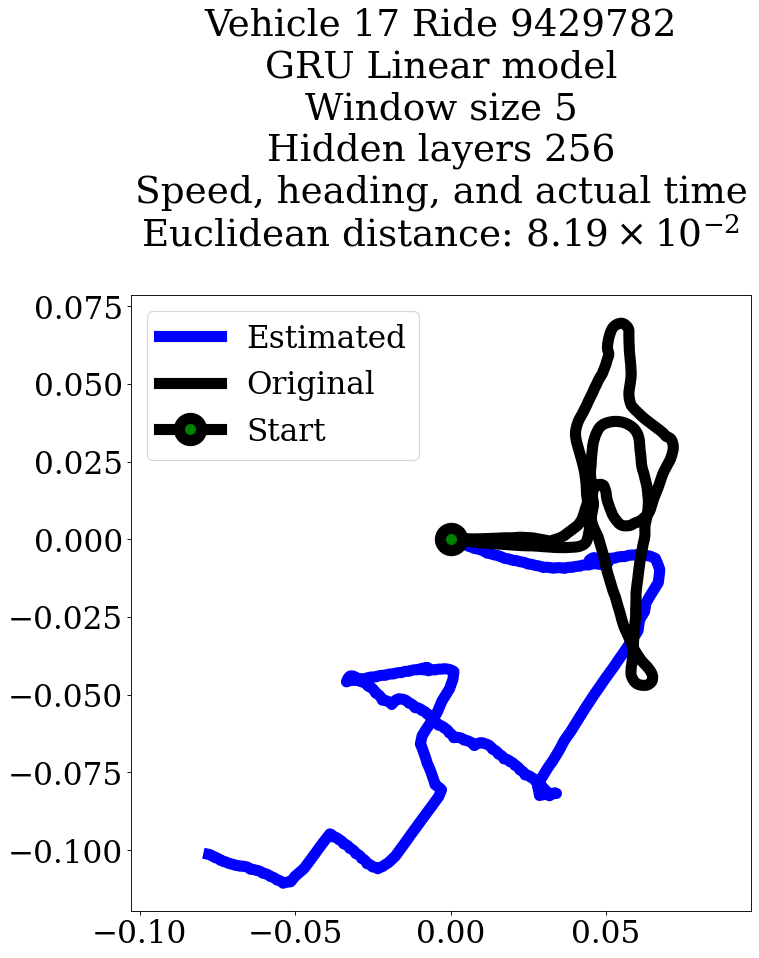 Vehicle 17 Ride 9429782
GRU Linear model
Window size 5
Hidden layers 256
Speed, heading, and actual time
Euclidean distance: 8.19 × 10⁻²
Estimated
Original
Start
0.075
0.050
0.025
0.000
−0.025
−0.050
−0.075
−0.100
−0.10 −0.05 0.00 0.05